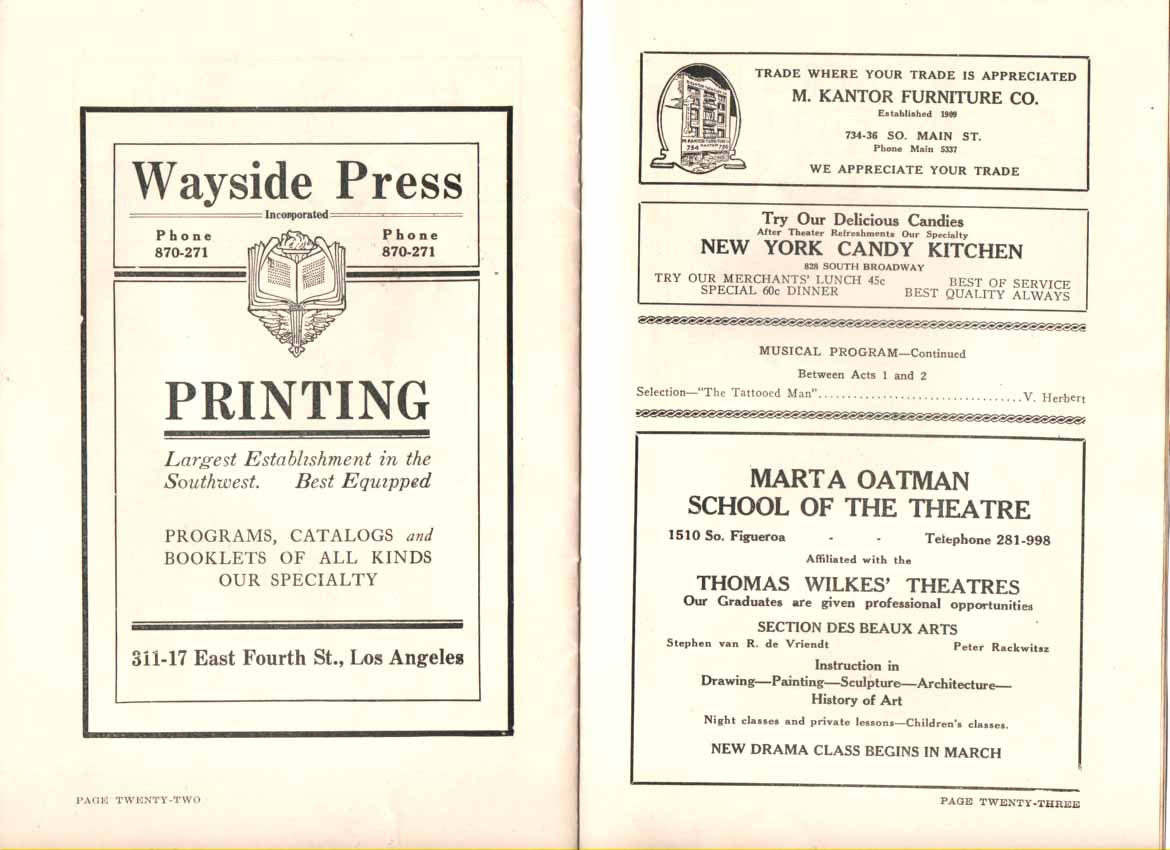 Wayside Press
Incorporated
Phone
870-271
Phone
870-271
PRINTING
Largest Establishment in the
Southwest. Best Equipped
PROGRAMS, CATALOGS and
BOOKLETS OF ALL KINDS
OUR SPECIALTY
311-17 East Fourth St., Los Angeles
PAGE TWENTY-TWO
M. KANTOR FURNITURE CO
734 736
TRADE WHERE YOUR TRADE IS APPRECIATED
M. KANTOR FURNITURE CO.
Established 1909
734-36 SO. MAIN ST.
Phone Main 5337
WE APPRECIATE YOUR TRADE
Try Our Delicious Candies
After Theater Refreshments Our Specialty
NEW YORK CANDY KITCHEN
828 SOUTH BROADWAY
TRY OUR MERCHANTS' LUNCH 45c BEST OF SERVICE
SPECIAL 60c DINNER BEST QUALITY ALWAYS
MUSICAL PROGRAM—Continued
Between Acts 1 and 2
Selection—"The Tattooed Man"..................................V. Herbert
MARTA OATMAN
SCHOOL OF THE THEATRE
1510 So. Figueroa - - Telephone 281-998
Affiliated with the
THOMAS WILKES' THEATRES
Our Graduates are given professional opportunities
SECTION DES BEAUX ARTS
Stephen van R. de Vriendt Peter Rackwitsz
Instruction in
Drawing—Painting—Sculpture—Architecture—
History of Art
Night classes and private lessons—Children's classes.
NEW DRAMA CLASS BEGINS IN MARCH
PAGE TWENTY-THREE